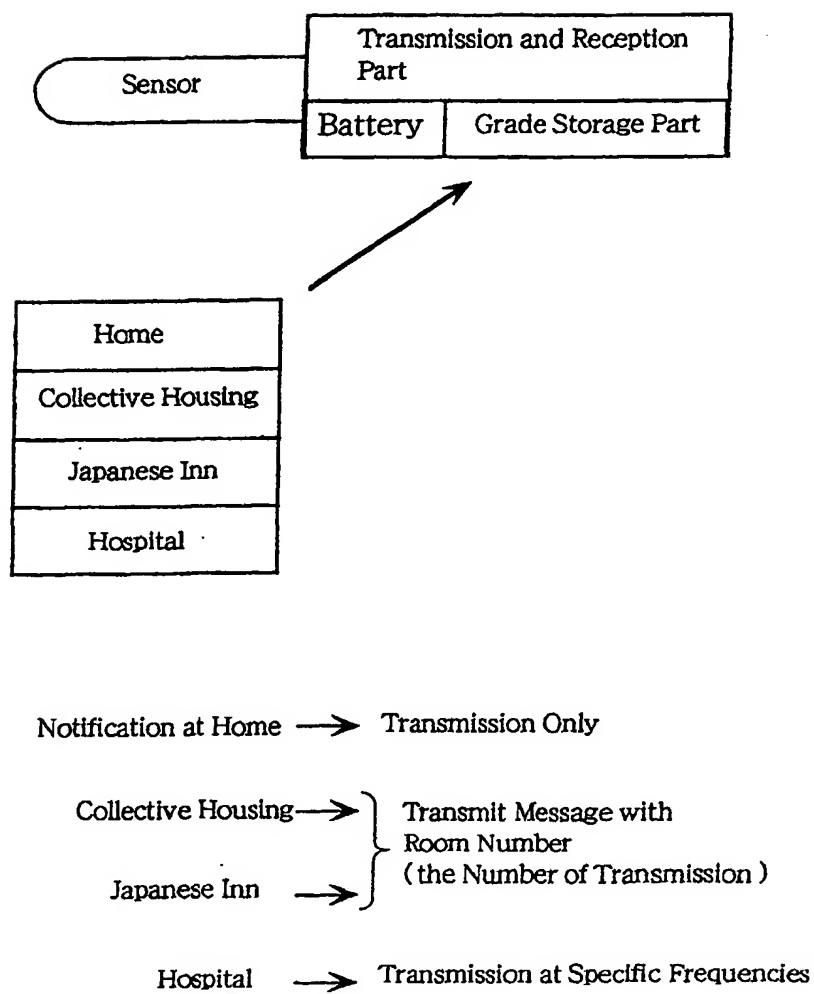 Transmission and Reception
Part
Sensor
Battery
Grade Storage Part
Home
Collective Housing
Japanese Inn
Hospital
Notification at Home
Transmission Only
Collective Housing
Transmit Message with
Room Number
(the Number of Transmission)
Japanese Inn
Hospital
Transmission at Specific Frequencies